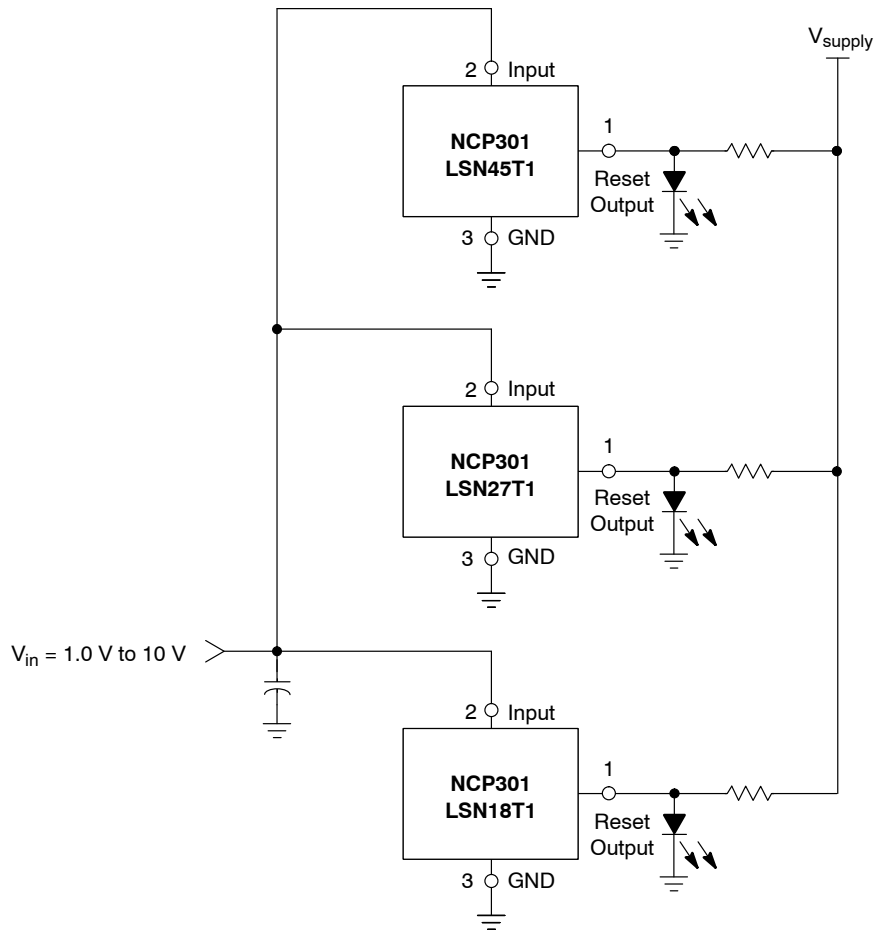 V_supply
2 Input
NCP301
LSN45T1
1
Reset
Output
3 GND
2 Input
NCP301
LSN27T1
1
Reset
Output
3 GND
V_in = 1.0 V to 10 V
2 Input
NCP301
LSN18T1
1
Reset
Output
3 GND